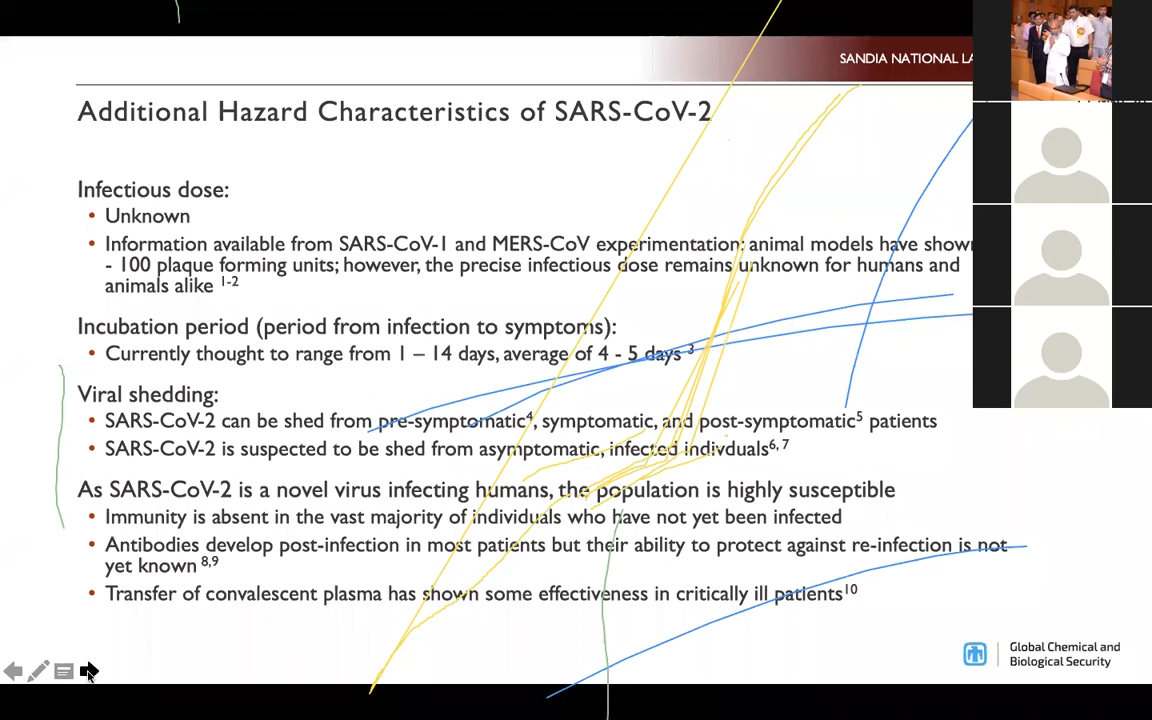 SANDIA NATIONAL LA
Additional Hazard Characteristics of SARS-CoV-2
Infectious dose:
• Unknown
• Information available from SARS-CoV-1 and MERS-CoV experimentation: animal models have shown
- 100 plaque forming units; however, the precise infectious dose remains unknown for humans and
animals alike 1-2
Incubation period (period from infection to symptoms):
• Currently thought to range from 1 – 14 days, average of 4 - 5 days 3
Viral shedding:
• SARS-CoV-2 can be shed from pre-symptomatic4, symptomatic, and post-symptomatic5 patients
• SARS-CoV-2 is suspected to be shed from asymptomatic, infected indivduals6, 7
As SARS-CoV-2 is a novel virus infecting humans, the population is highly susceptible
• Immunity is absent in the vast majority of individuals who have not yet been infected
• Antibodies develop post-infection in most patients but their ability to protect against re-infection is not
yet known 8,9
• Transfer of convalescent plasma has shown some effectiveness in critically ill patients10
Global Chemical and
Biological Security